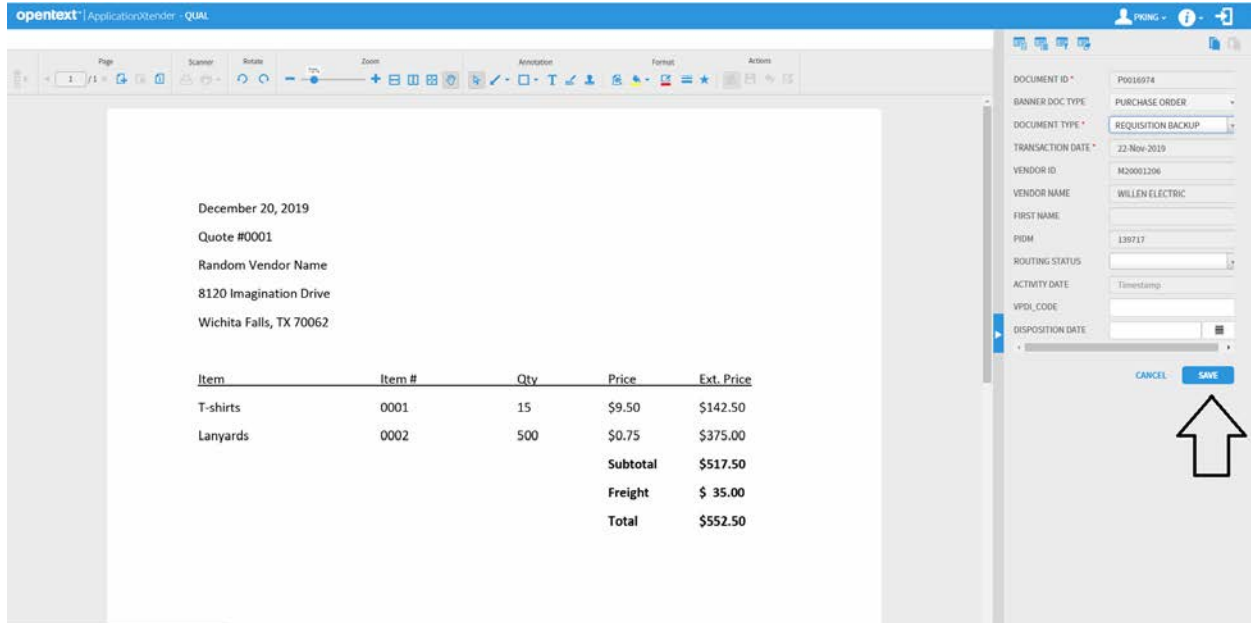 opentext™ | ApplicationXtender - QUAL
PKING
Page Scanner Rotate Zoom Annotation Format Actions
1 /1
DOCUMENT ID * P0016974
BANNER DOC TYPE PURCHASE ORDER
DOCUMENT TYPE * REQUISITION BACKUP
TRANSACTION DATE * 22-Nov-2019
VENDOR ID M20001206
VENDOR NAME WILLEN ELECTRIC
FIRST NAME
PIDM 139717
ROUTING STATUS
ACTIVITY DATE Timestamp
VPDI_CODE
DISPOSITION DATE
CANCEL SAVE
December 20, 2019
Quote #0001
Random Vendor Name
8120 Imagination Drive
Wichita Falls, TX 70062
Item Item # Qty Price Ext. Price
T-shirts 0001 15 $9.50 $142.50
Lanyards 0002 500 $0.75 $375.00
Subtotal $517.50
Freight $ 35.00
Total $552.50